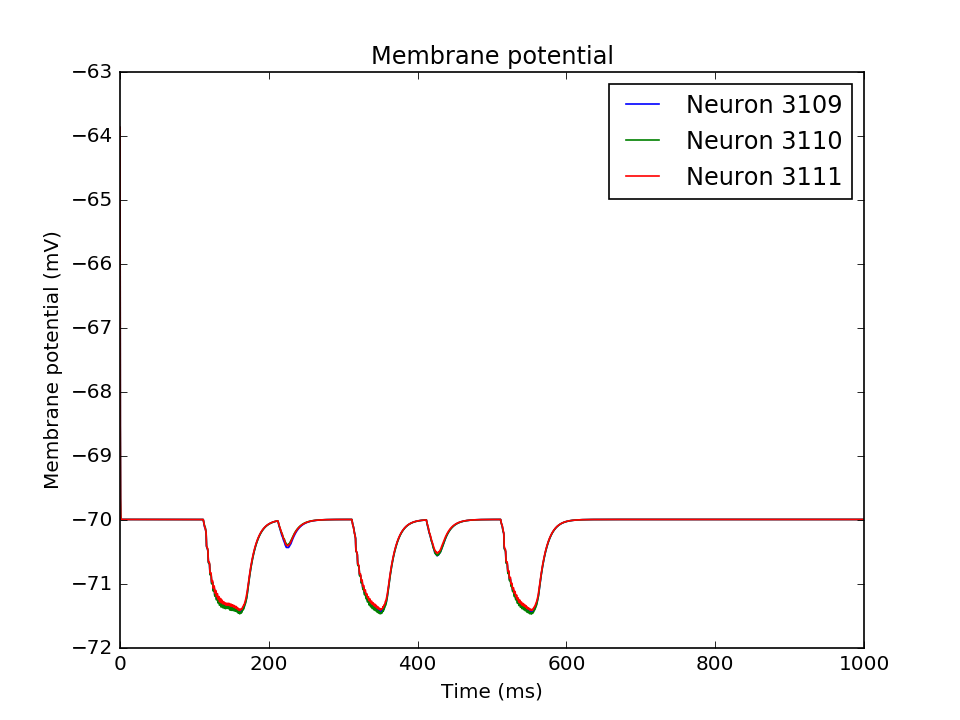 Membrane potential
Neuron 3109
Neuron 3110
Neuron 3111
Membrane potential (mV)
−63
−64
−65
−66
−67
−68
−69
−70
−71
−72
0 200 400 600 800 1000
Time (ms)